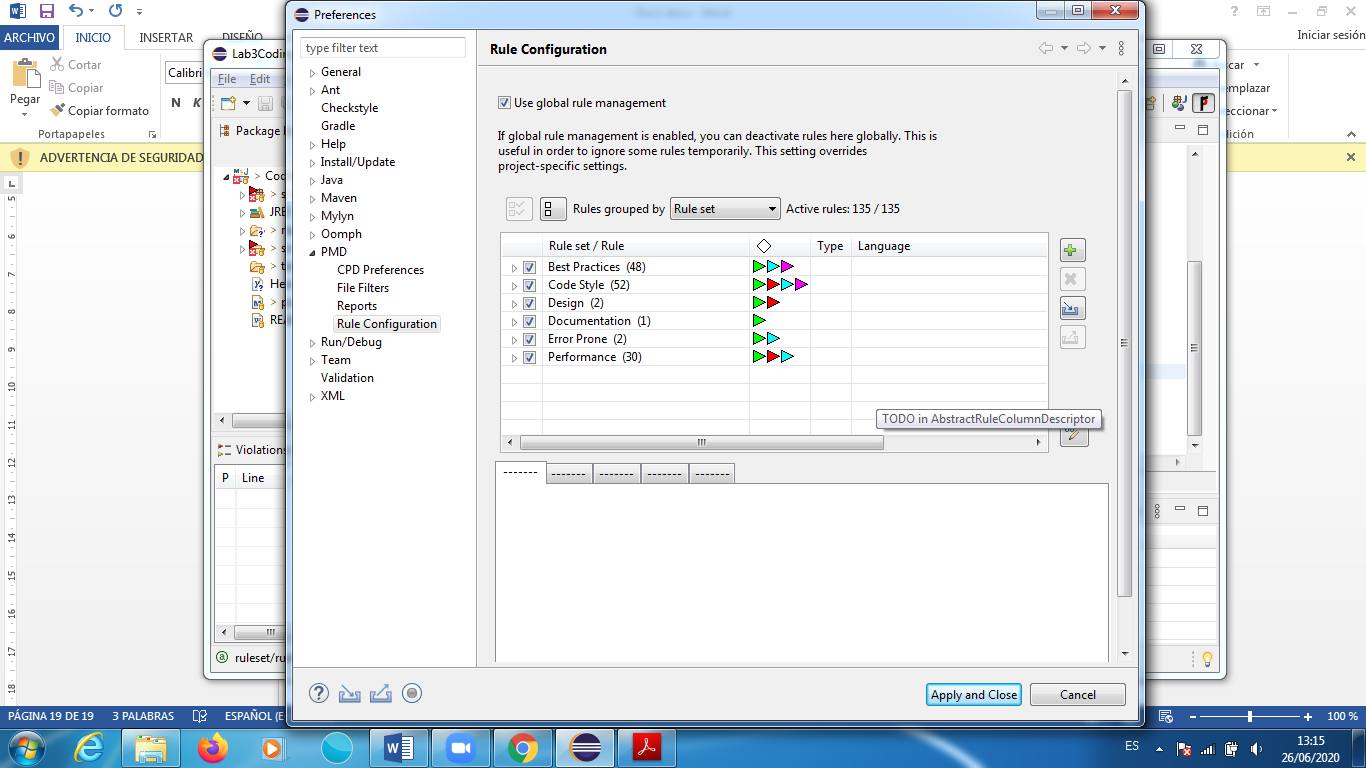 Preferences
ARCHIVO
INICIO
INSERTAR
DISEÑO
Iniciar sesión
Pegar
Cortar
Copiar
Copiar formato
Portapapeles
Calibri
N K
ADVERTENCIA DE SEGURIDAD
Lab3Codin
File Edit
Package
> Coo
JRE
REA
Violations
P Line
ruleset/ru
type filter text
General
Ant
Checkstyle
Gradle
Help
Install/Update
Java
Maven
Mylyn
Oomph
PMD
CPD Preferences
File Filters
Reports
Rule Configuration
Run/Debug
Team
Validation
XML
Rule Configuration
Use global rule management
If global rule management is enabled, you can deactivate rules here globally. This is
useful in order to ignore some rules temporarily. This setting overrides
project-specific settings.
Rules grouped by Rule set Active rules: 135 / 135
Rule set / Rule Type Language
Best Practices (48)
Code Style (52)
Design (2)
Documentation (1)
Error Prone (2)
Performance (30)
TODO in AbstractRuleColumnDescriptor
------- ------- ------- ------- -------
Apply and Close
Cancel
PÁGINA 19 DE 19 3 PALABRAS ESPAÑOL (E
100 %
ES
13:15
26/06/2020